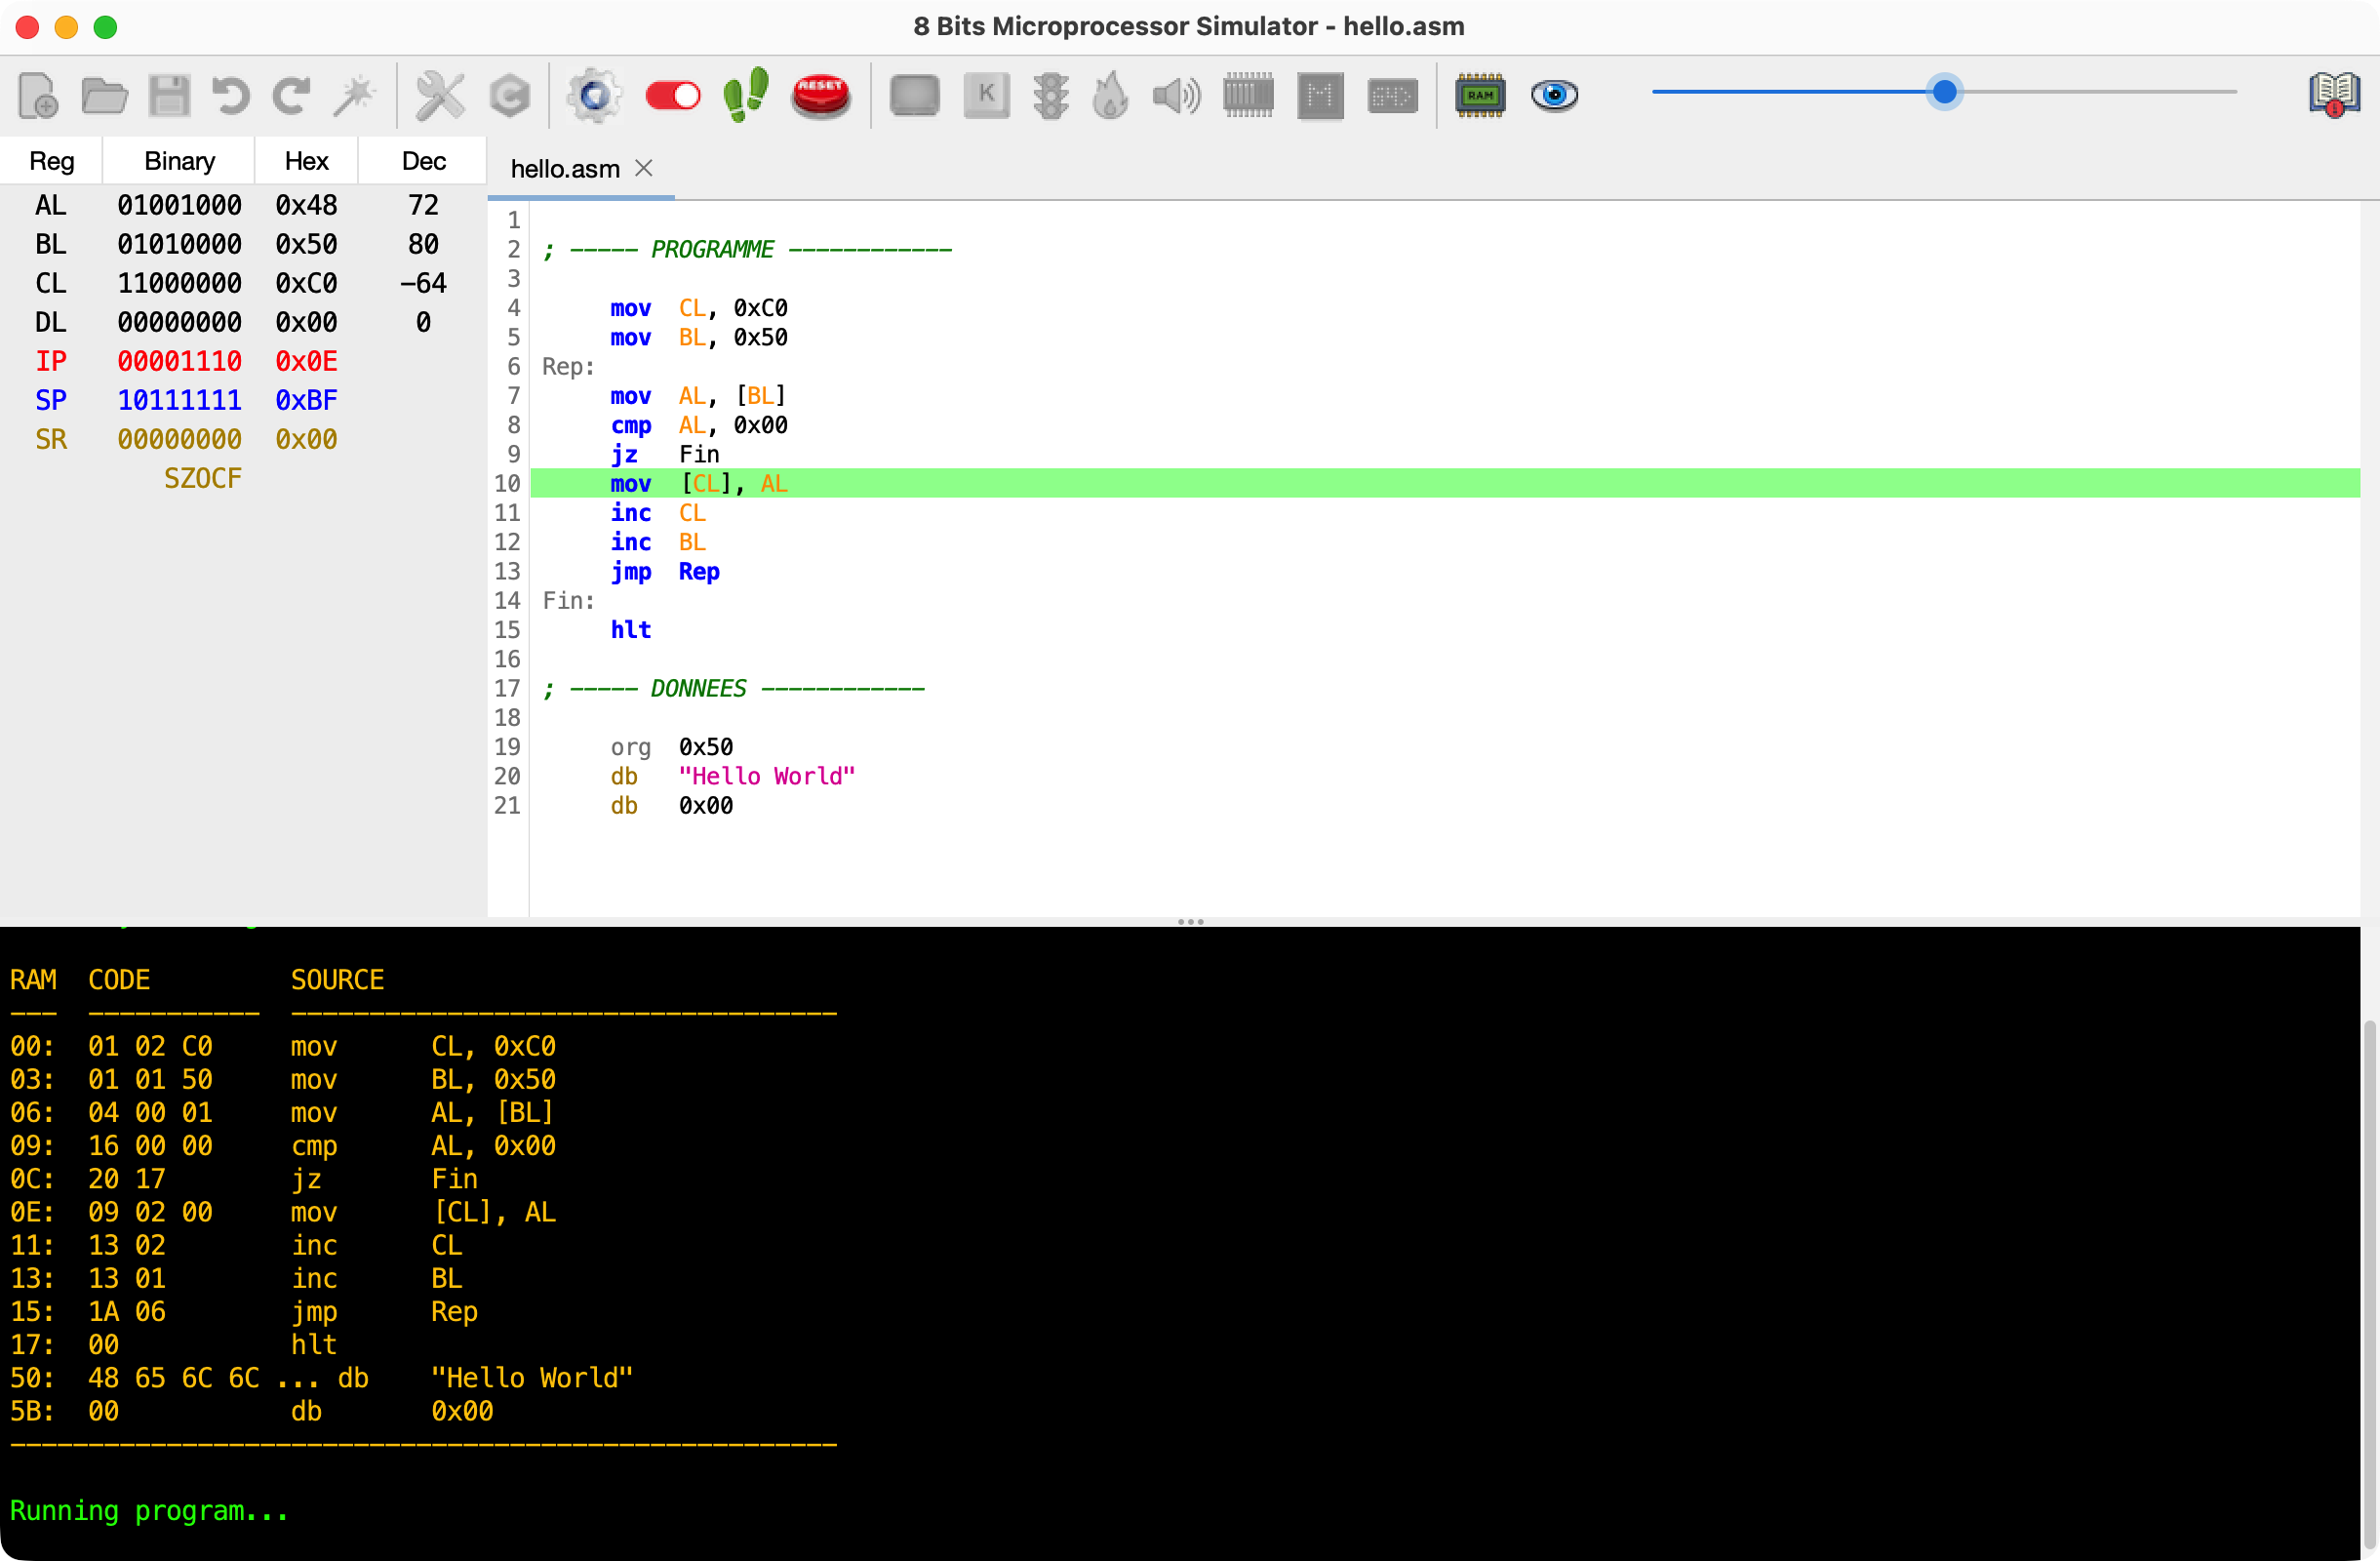 8 Bits Microprocessor Simulator - hello.asm
RESET
K
M
RAM
Reg Binary Hex Dec
AL 01001000 0x48 72
BL 01010000 0x50 80
CL 11000000 0xC0 -64
DL 00000000 0x00 0
IP 00001110 0x0E
SP 10111111 0xBF
SR 00000000 0x00
SZOCF
hello.asm
1
2 ; ----- PROGRAMME ------------
3
4 mov CL, 0xC0
5 mov BL, 0x50
6 Rep:
7 mov AL, [BL]
8 cmp AL, 0x00
9 jz Fin
10 mov [CL], AL
11 inc CL
12 inc BL
13 jmp Rep
14 Fin:
15 hlt
16
17 ; ----- DONNEES ------------
18
19 org 0x50
20 db "Hello World"
21 db 0x00
RAM CODE SOURCE
--- ----------- -----------------------------------
00: 01 02 C0 mov CL, 0xC0
03: 01 01 50 mov BL, 0x50
06: 04 00 01 mov AL, [BL]
09: 16 00 00 cmp AL, 0x00
0C: 20 17 jz Fin
0E: 09 02 00 mov [CL], AL
11: 13 02 inc CL
13: 13 01 inc BL
15: 1A 06 jmp Rep
17: 00 hlt
50: 48 65 6C 6C ... db "Hello World"
5B: 00 db 0x00
-----------------------------------------------------
Running program...